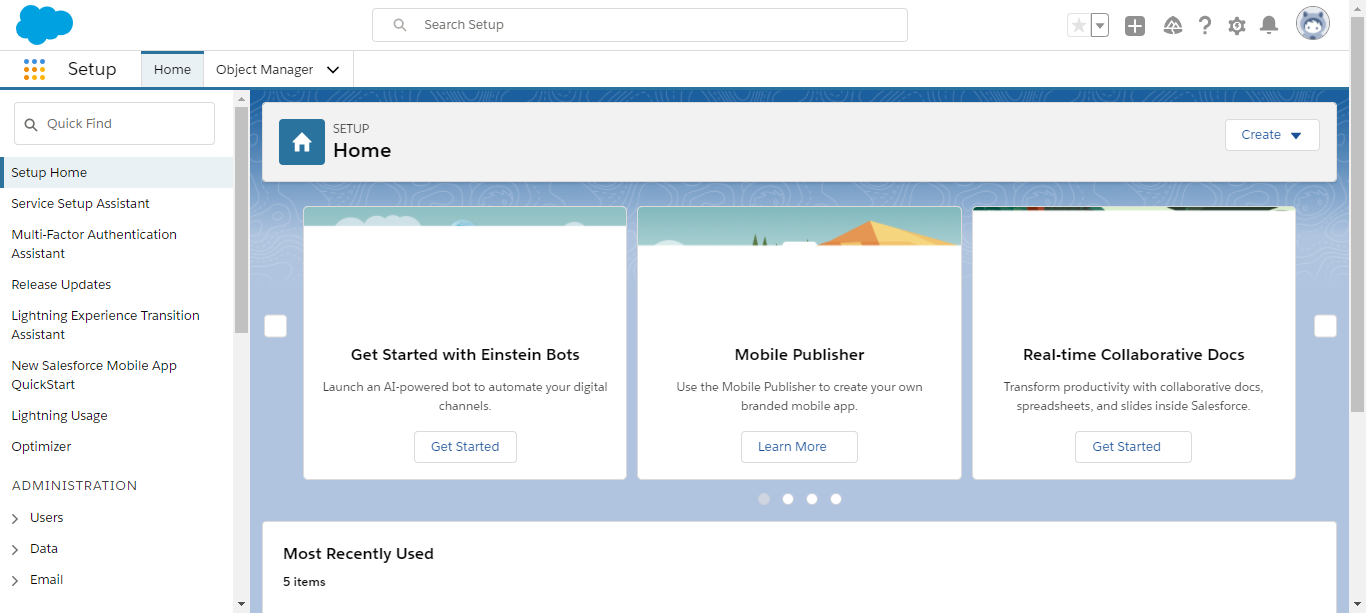 Search Setup
Setup
Home
Object Manager
Quick Find
Setup Home
Service Setup Assistant
Multi-Factor Authentication
Assistant
Release Updates
Lightning Experience Transition
Assistant
New Salesforce Mobile App
QuickStart
Lightning Usage
Optimizer
ADMINISTRATION
Users
Data
Email
SETUP
Home
Create
Get Started with Einstein Bots
Launch an AI-powered bot to automate your digital
channels.
Get Started
Mobile Publisher
Use the Mobile Publisher to create your own
branded mobile app.
Learn More
Real-time Collaborative Docs
Transform productivity with collaborative docs,
spreadsheets, and slides inside Salesforce.
Get Started
Most Recently Used
5 items